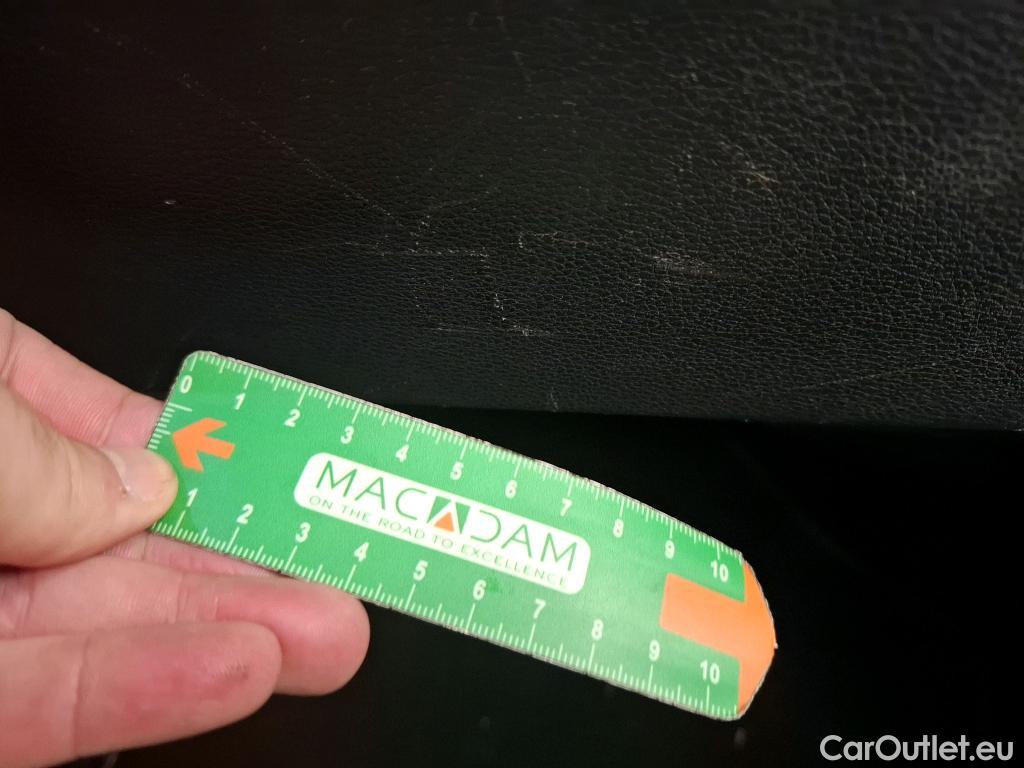 0 1 2 3 4 5 6 7 8 9 10
MACADAM
ON THE ROAD TO EXCELLENCE
1 2 3 4 5 6 7 8 9 10
CarOutlet.eu